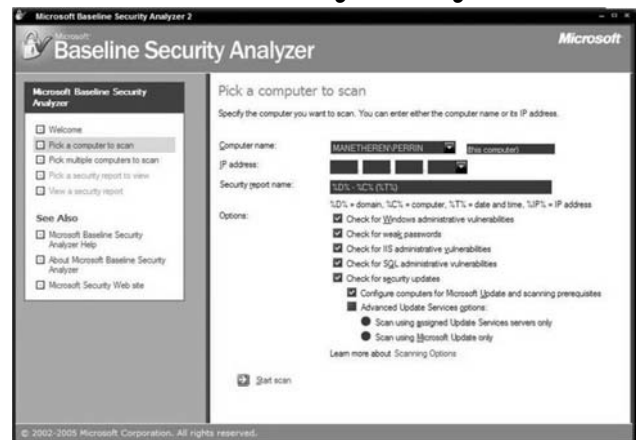 Microsoft Baseline Security Analyzer 2
Microsoft
Baseline Security Analyzer
Microsoft
Microsoft Baseline Security
Analyzer
Welcome
Pick a computer to scan
Pick multiple computers to scan
Pick a security report to view
View a security report
See Also
Microsoft Baseline Security
Analyzer Help
About Microsoft Baseline Security
Analyzer
Microsoft Security Web site
Pick a computer to scan
Specify the computer you want to scan. You can enter either the computer name or its IP address.
Computer name:
MANETHEREN\PERRIN
(this computer)
IP address:
Security report name:
%D% - %C% (%T%)
%D% = domain, %C% = computer, %T% = date and time, %IP% = IP address
Options:
Check for Windows administrative vulnerabilities
Check for weak passwords
Check for IIS administrative vulnerabilities
Check for SQL administrative vulnerabilities
Check for security updates
Configure computers for Microsoft Update and scanning prerequisites
Advanced Update Services options:
Scan using assigned Update Services servers only
Scan using Microsoft Update only
Learn more about Scanning Options
Start scan
© 2002-2005 Microsoft Corporation. All rights reserved.